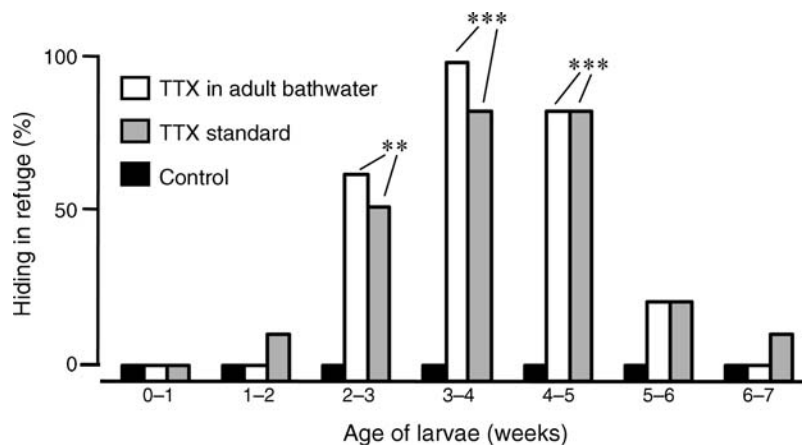 ***
100
***
TTX in adult bathwater
TTX standard
**
Control
50
0
Hiding in refuge (%)
0–1 1–2 2–3 3–4 4–5 5–6 6–7
Age of larvae (weeks)